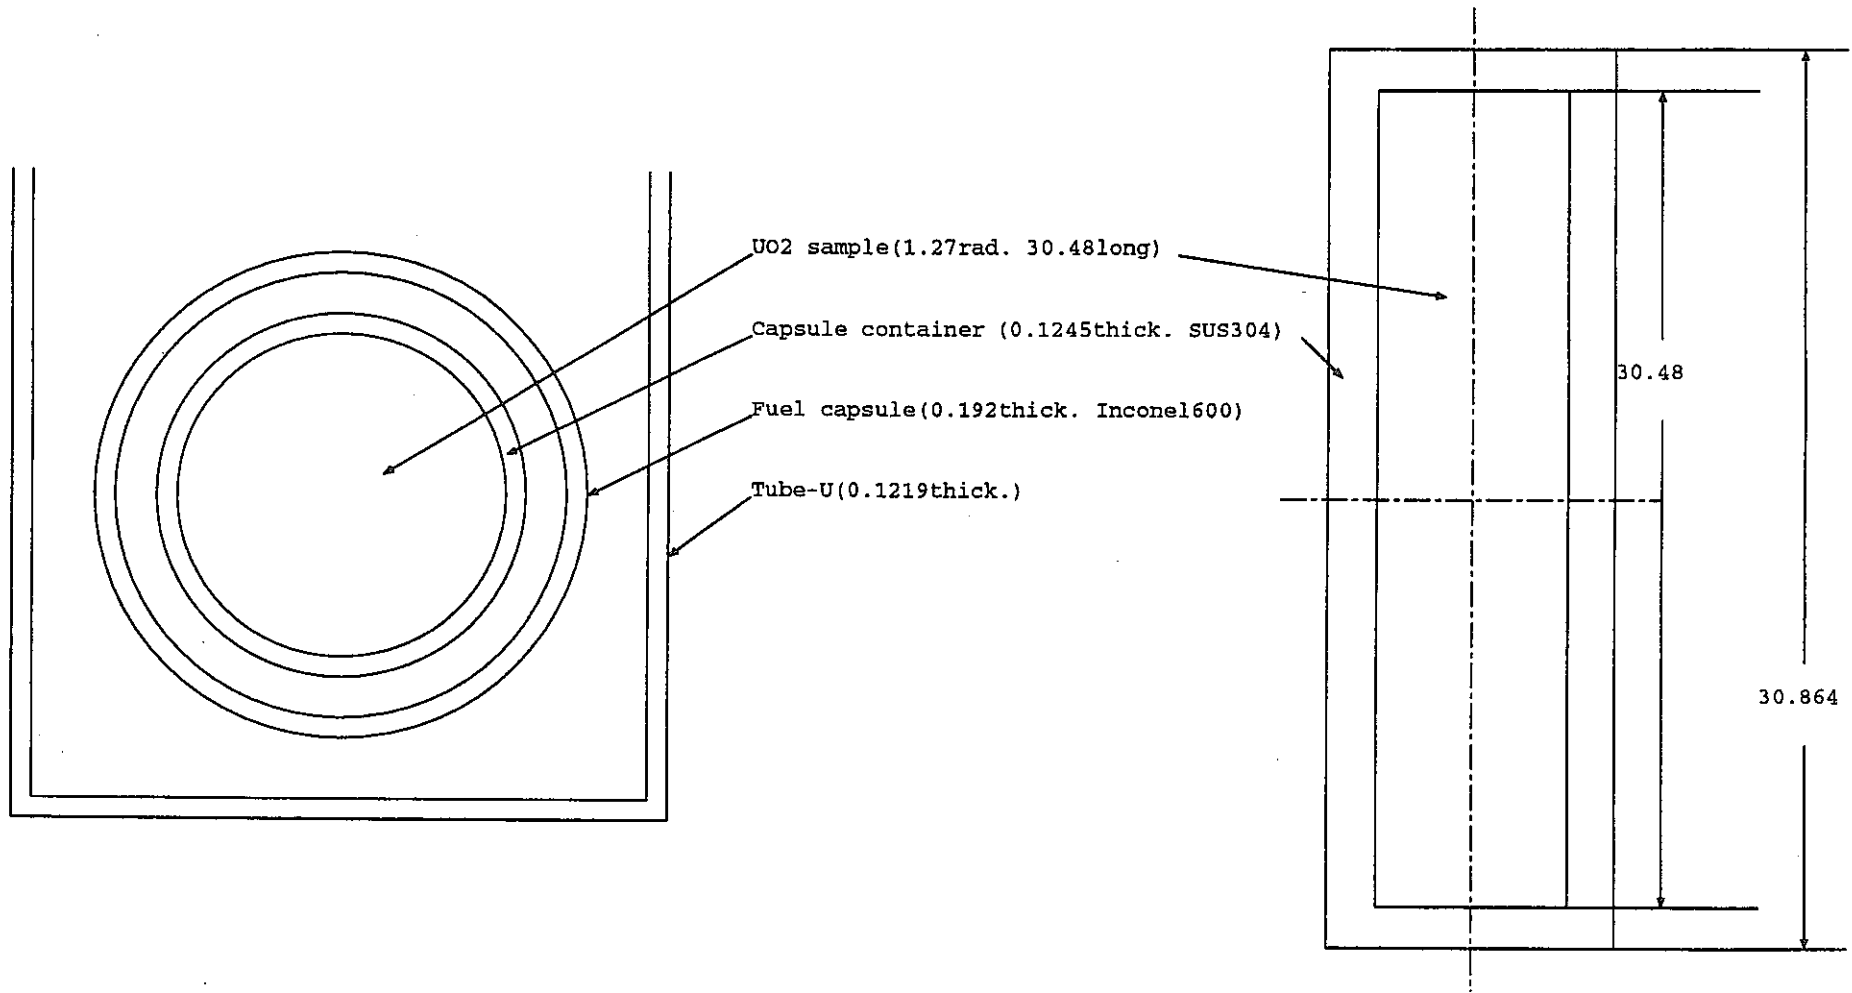 UO2 sample(1.27rad. 30.48long)
Capsule container (0.1245thick. SUS304)
30.48
Fuel capsule(0.192thick. Inconel600)
Tube-U(0.1219thick.)
30.864